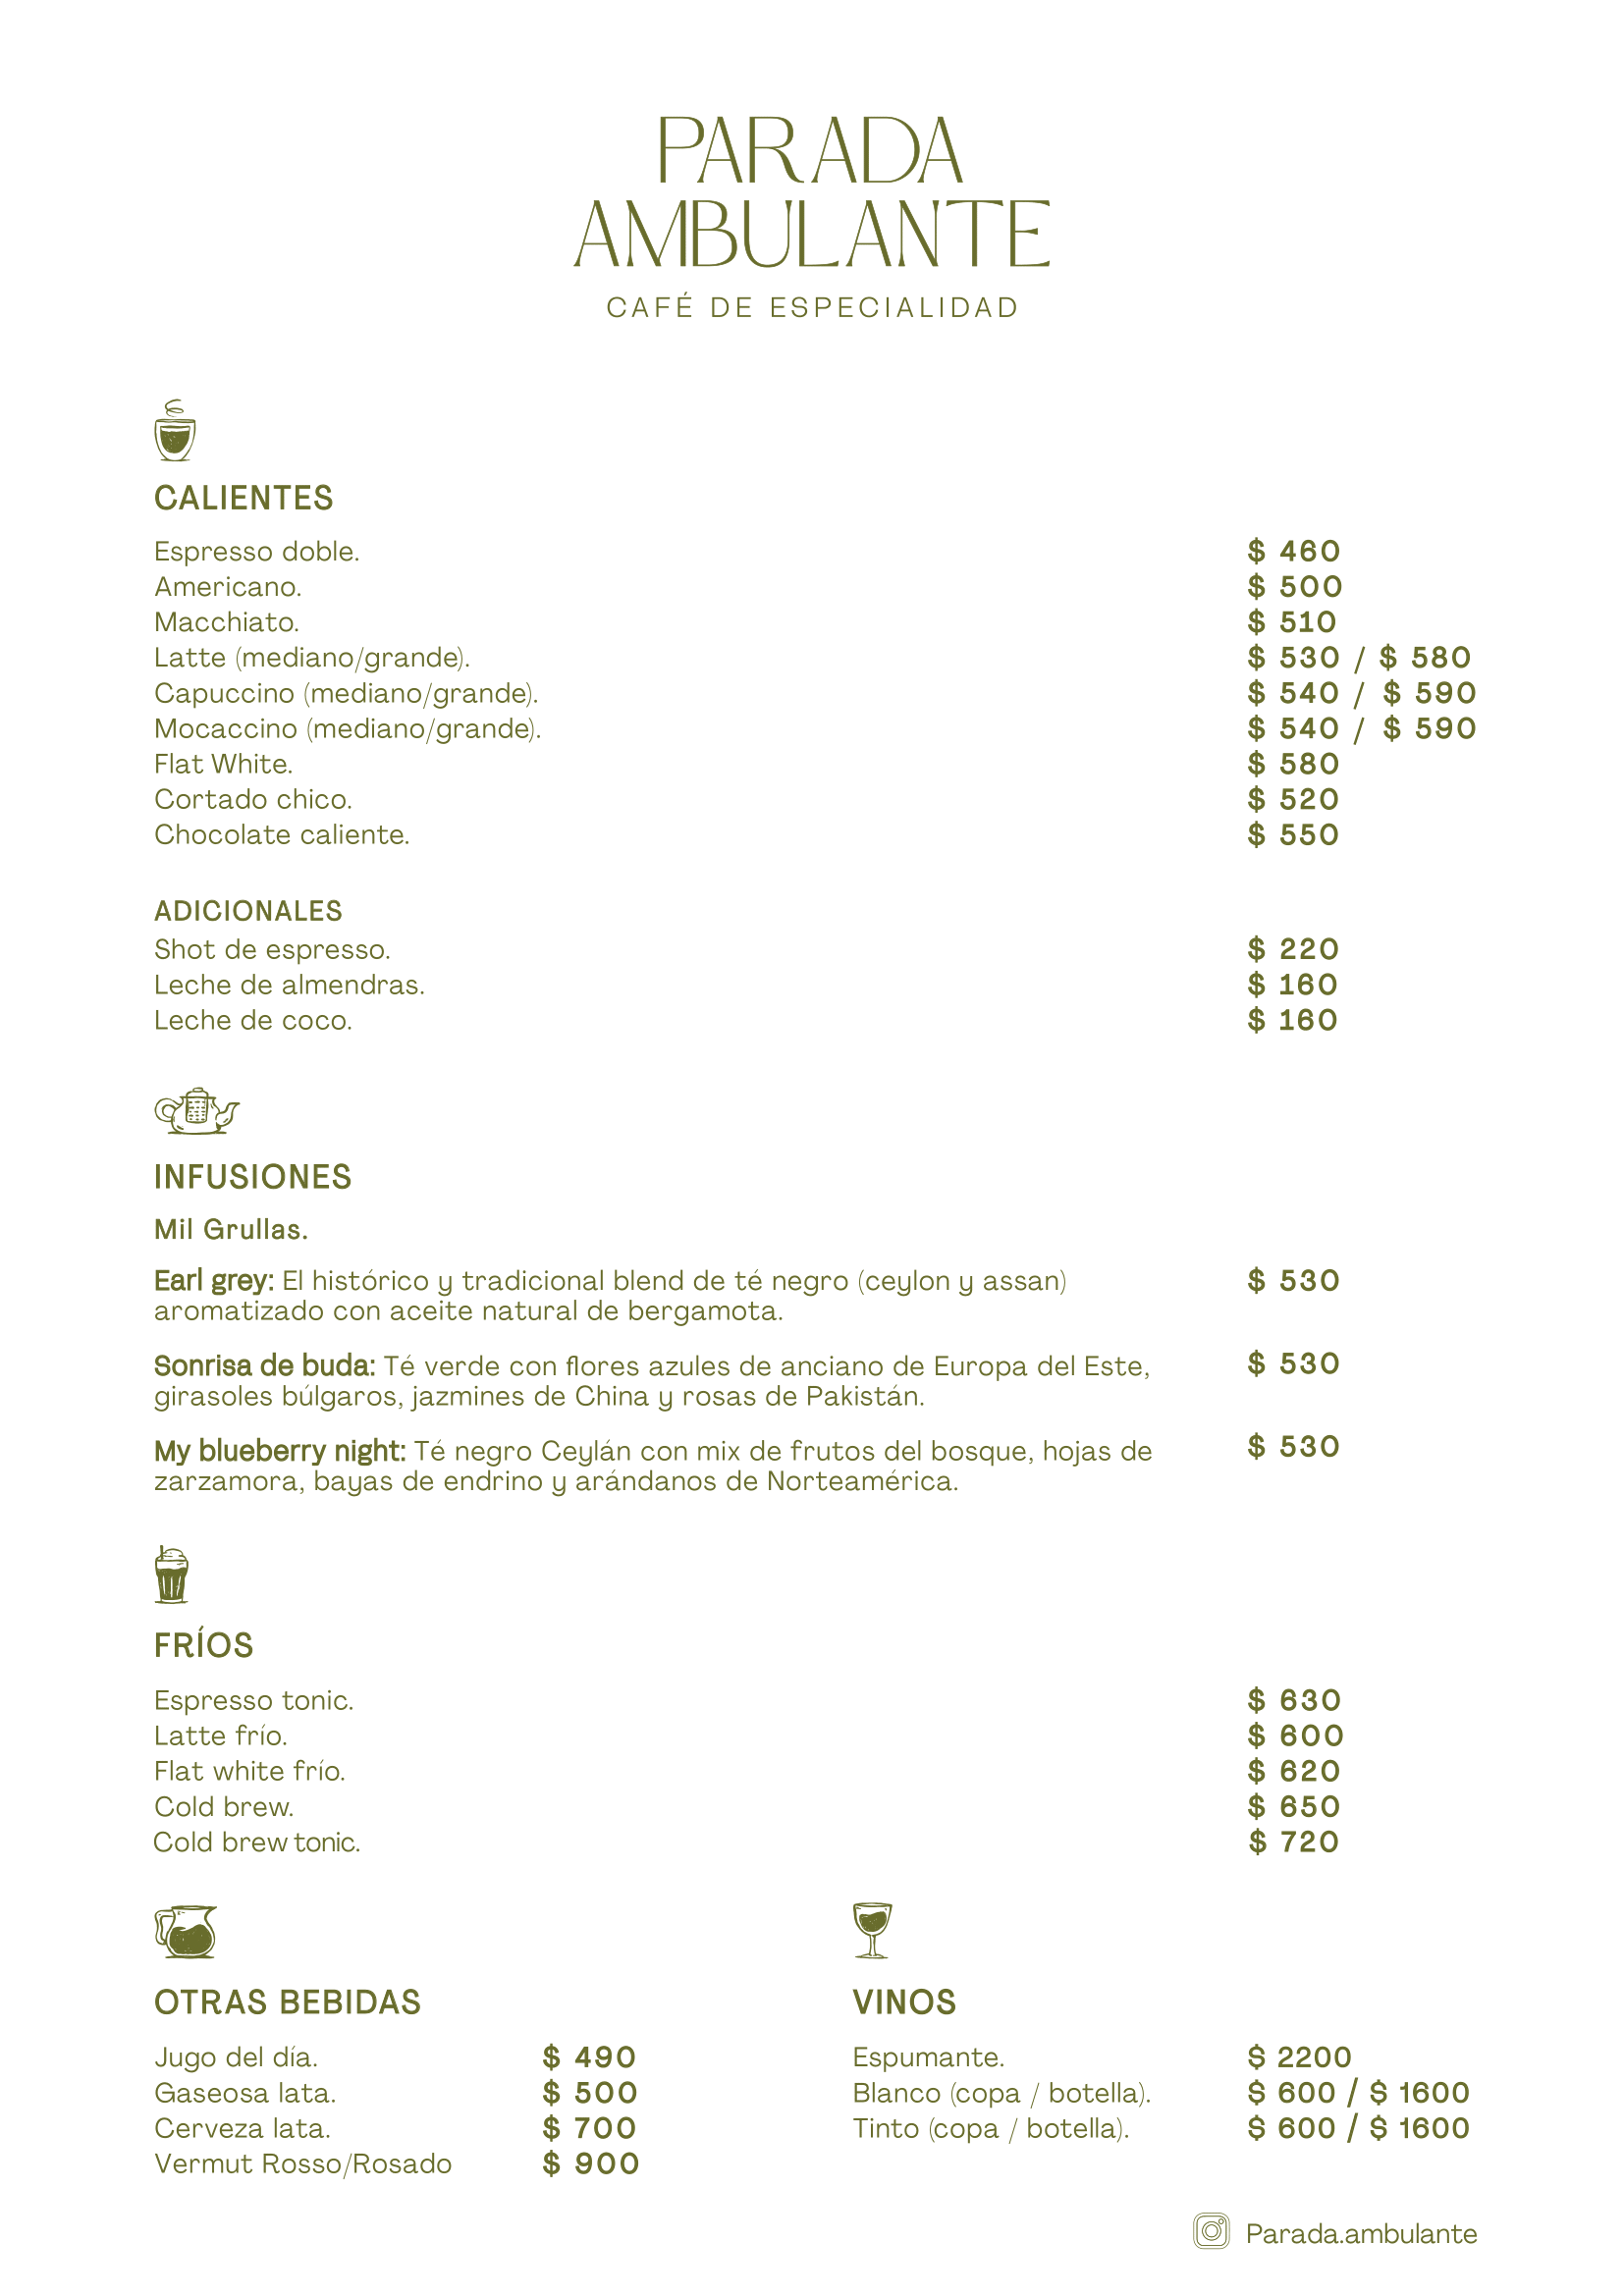 PARADA
AMBULANTE
CAFÉ DE ESPECIALIDAD
CALIENTES
Espresso doble. $ 460
Americano. $ 500
Macchiato. $ 510
Latte (mediano/grande). $ 530 / $ 580
Capuccino (mediano/grande). $ 540 / $ 590
Mocaccino (mediano/grande). $ 540 / $ 590
Flat White. $ 580
Cortado chico. $ 520
Chocolate caliente. $ 550
ADICIONALES
Shot de espresso. $ 220
Leche de almendras. $ 160
Leche de coco. $ 160
INFUSIONES
Mil Grullas.
Earl grey: El histórico y tradicional blend de té negro (ceylon y assan) $ 530
aromatizado con aceite natural de bergamota.
Sonrisa de buda: Té verde con flores azules de anciano de Europa del Este, $ 530
girasoles búlgaros, jazmines de China y rosas de Pakistán.
My blueberry night: Té negro Ceylán con mix de frutos del bosque, hojas de $ 530
zarzamora, bayas de endrino y arándanos de Norteamérica.
FRÍOS
Espresso tonic. $ 630
Latte frío. $ 600
Flat white frío. $ 620
Cold brew. $ 650
Cold brew tonic. $ 720
OTRAS BEBIDAS
Jugo del día. $ 490
Gaseosa lata. $ 500
Cerveza lata. $ 700
Vermut Rosso/Rosado $ 900
VINOS
Espumante. $ 2200
Blanco (copa / botella). $ 600 / $ 1600
Tinto (copa / botella). $ 600 / $ 1600
Parada.ambulante